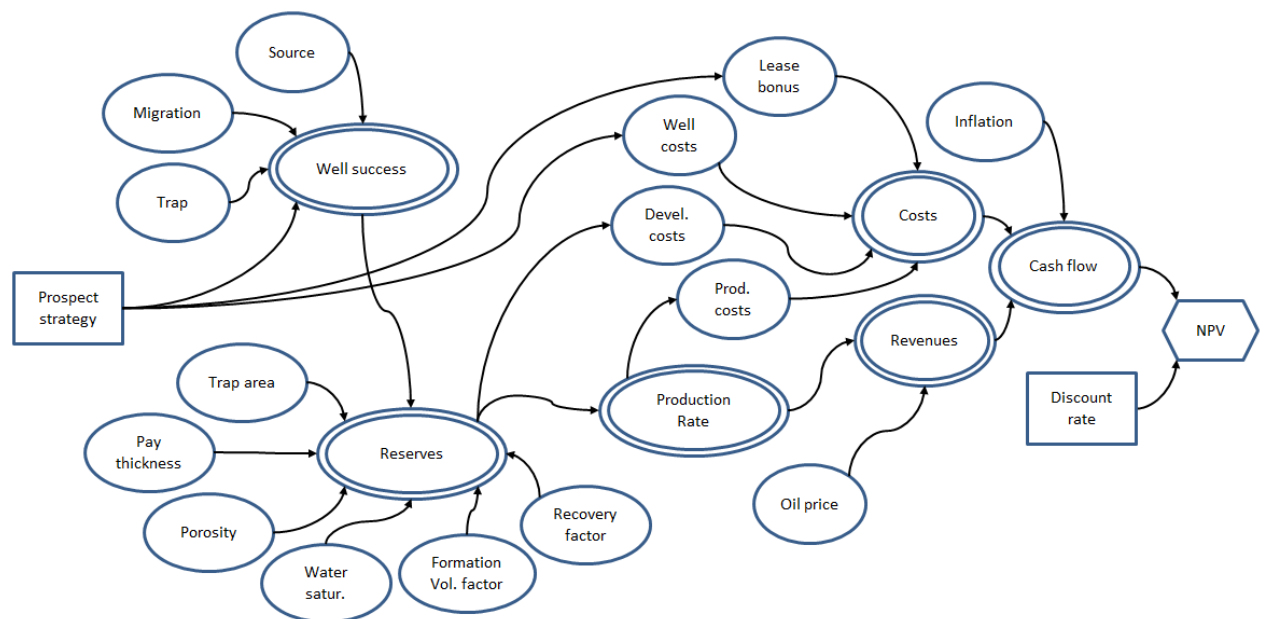 Source
Lease
bonus
Migration
Inflation
Well
costs
Well success
Trap
Devel.
costs
Costs
Cash flow
Prospect
strategy
Prod.
costs
Revenues
NPV
Trap area
Production
Rate
Discount
rate
Pay
thickness
Reserves
Oil price
Porosity
Recovery
factor
Water
satur.
Formation
Vol. factor